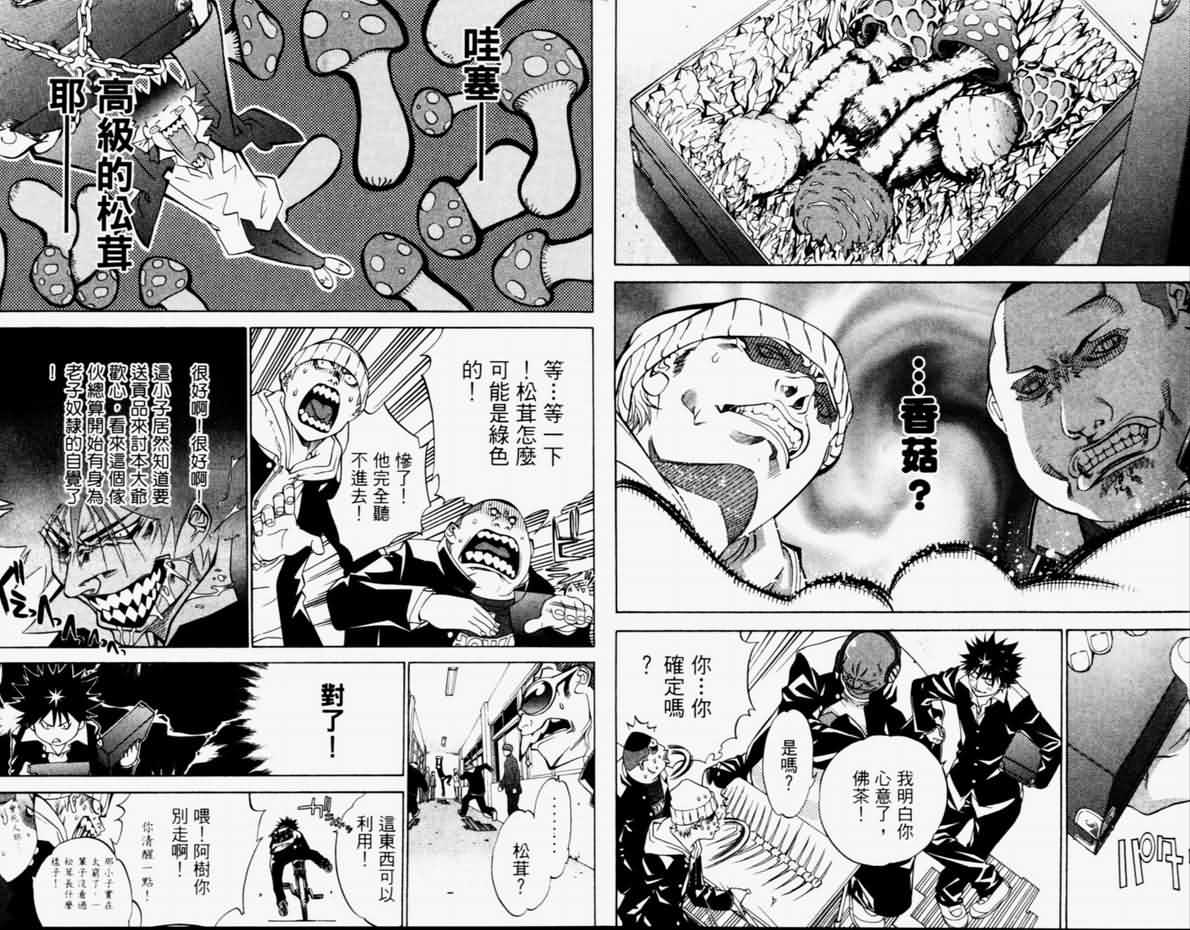 …香菇？
你…你
確定嗎
？
是嗎？
我明白你
心意了，
佛茶！
哇塞——
高級的松茸
耶——
等…等一下
！松茸怎麼
可能是綠色
的！
慘了！
他完全聽
不進去！
很好啊！很好啊！
這小子居然知道要
送貢品來討本大爺
歡心，看來這個傢
伙總算開始有身為
老子奴隸的自覺了
！
………
松茸？
對了！
這東西可以
利用！
喂！阿樹你
別走啊！
你清醒一點！
那小子實在
太窮了，一
輩子沒看過
松茸長什麼
樣子！